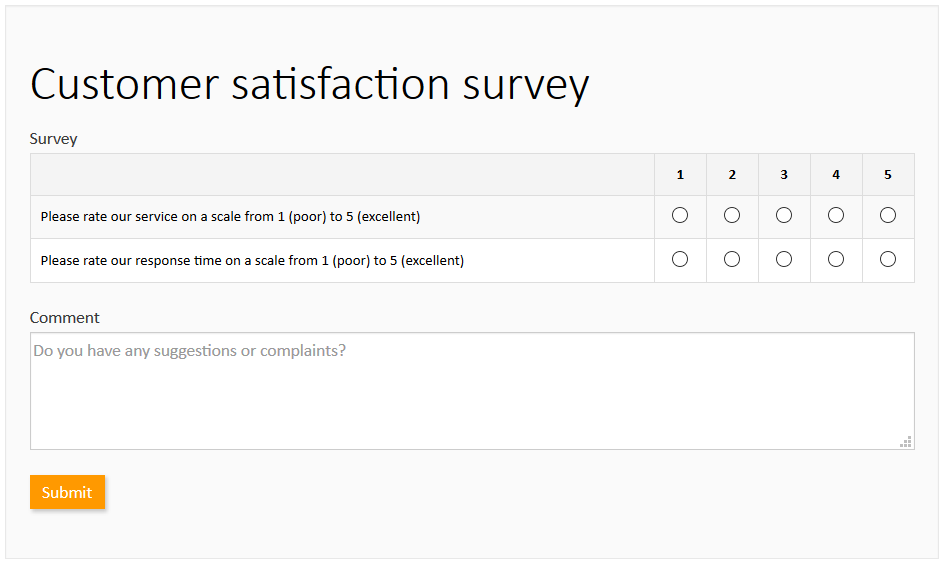 Customer satisfaction survey
Survey
1 2 3 4 5
Please rate our service on a scale from 1 (poor) to 5 (excellent)
Please rate our response time on a scale from 1 (poor) to 5 (excellent)
Comment
Do you have any suggestions or complaints?
Submit